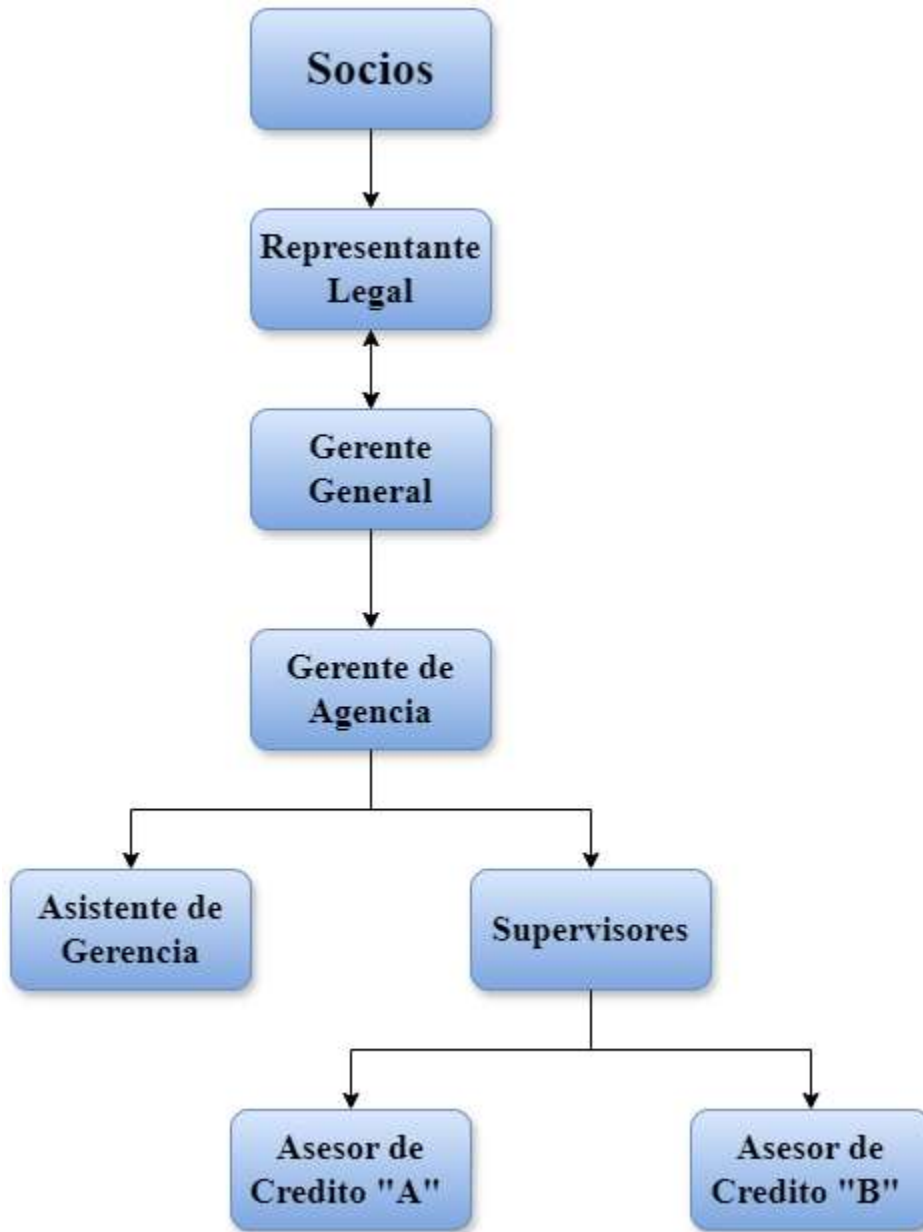 Socios
Representante
Legal
Gerente
General
Gerente de
Agencia
Asistente de
Gerencia
Supervisores
Asesor de
Credito "A"
Asesor de
Credito "B"